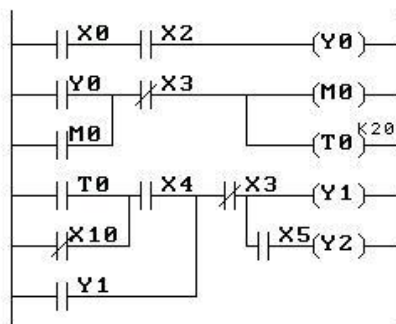 X0 X2 Y0
Y0 X3 M0
M0 T0 K20
T0 X4 X3 Y1
X10 X5 Y2
Y1